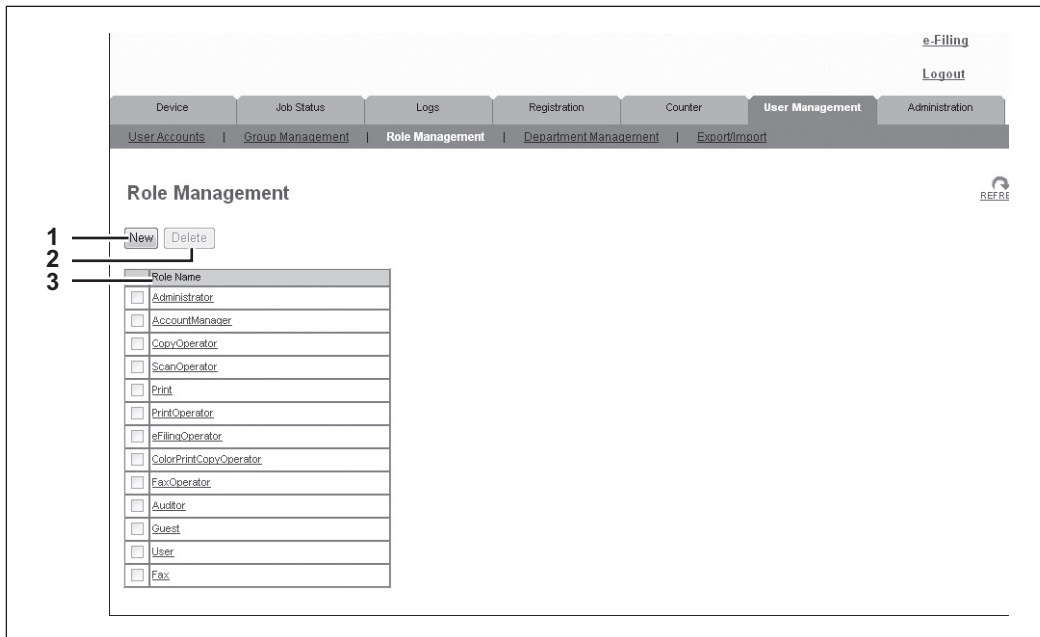 e-Filing
Logout
Device Job Status Logs Registration Counter User Management Administration
User Accounts | Group Management | Role Management | Department Management | Export/Import
Role Management
REFRE
1 New Delete
2
3 Role Name
Administrator
AccountManager
CopyOperator
ScanOperator
Print
PrintOperator
eFilingOperator
ColorPrintCopyOperator
FaxOperator
Auditor
Guest
User
Fax